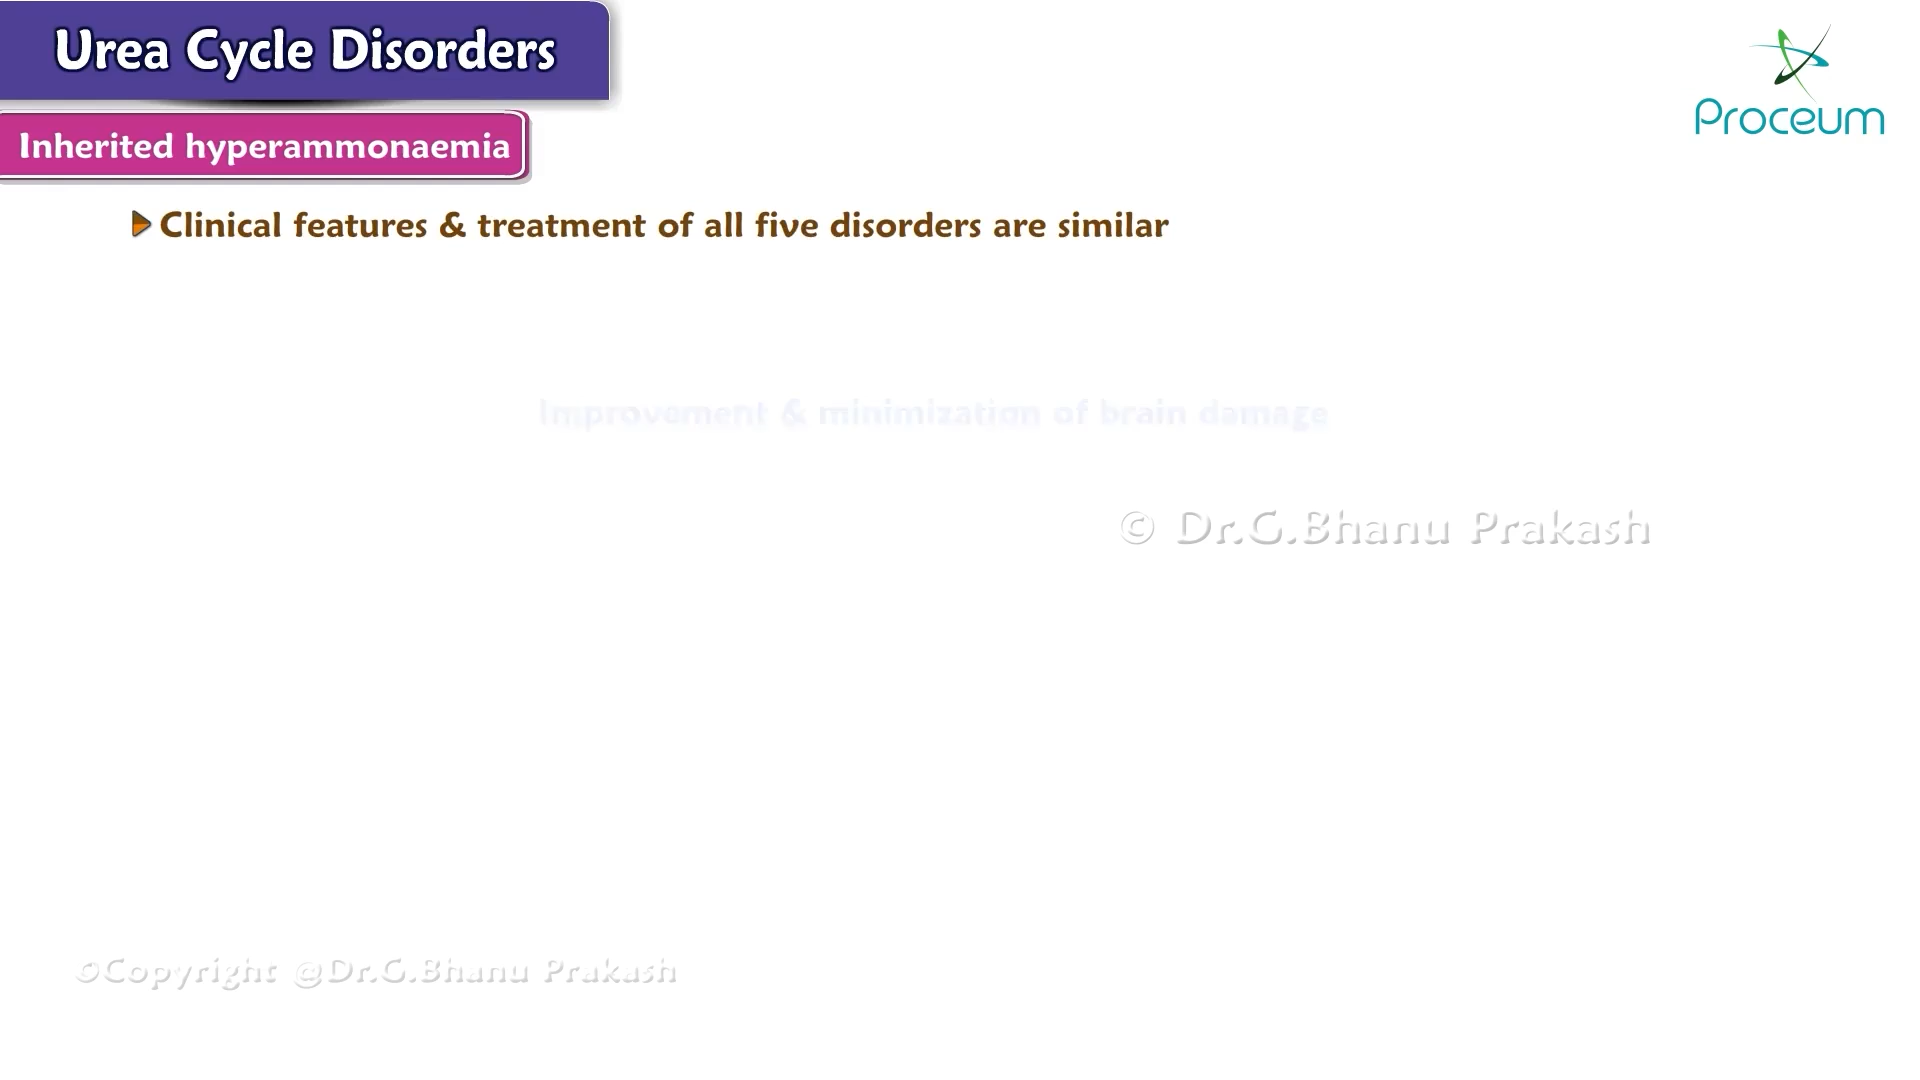 Urea Cycle Disorders
Proceum
Inherited hyperammonaemia
Clinical features & treatment of all five disorders are similar
Improvement & minimization of brain damage
© Dr.G.Bhanu Prakash
©Copyright @Dr.G.Bhanu Prakash